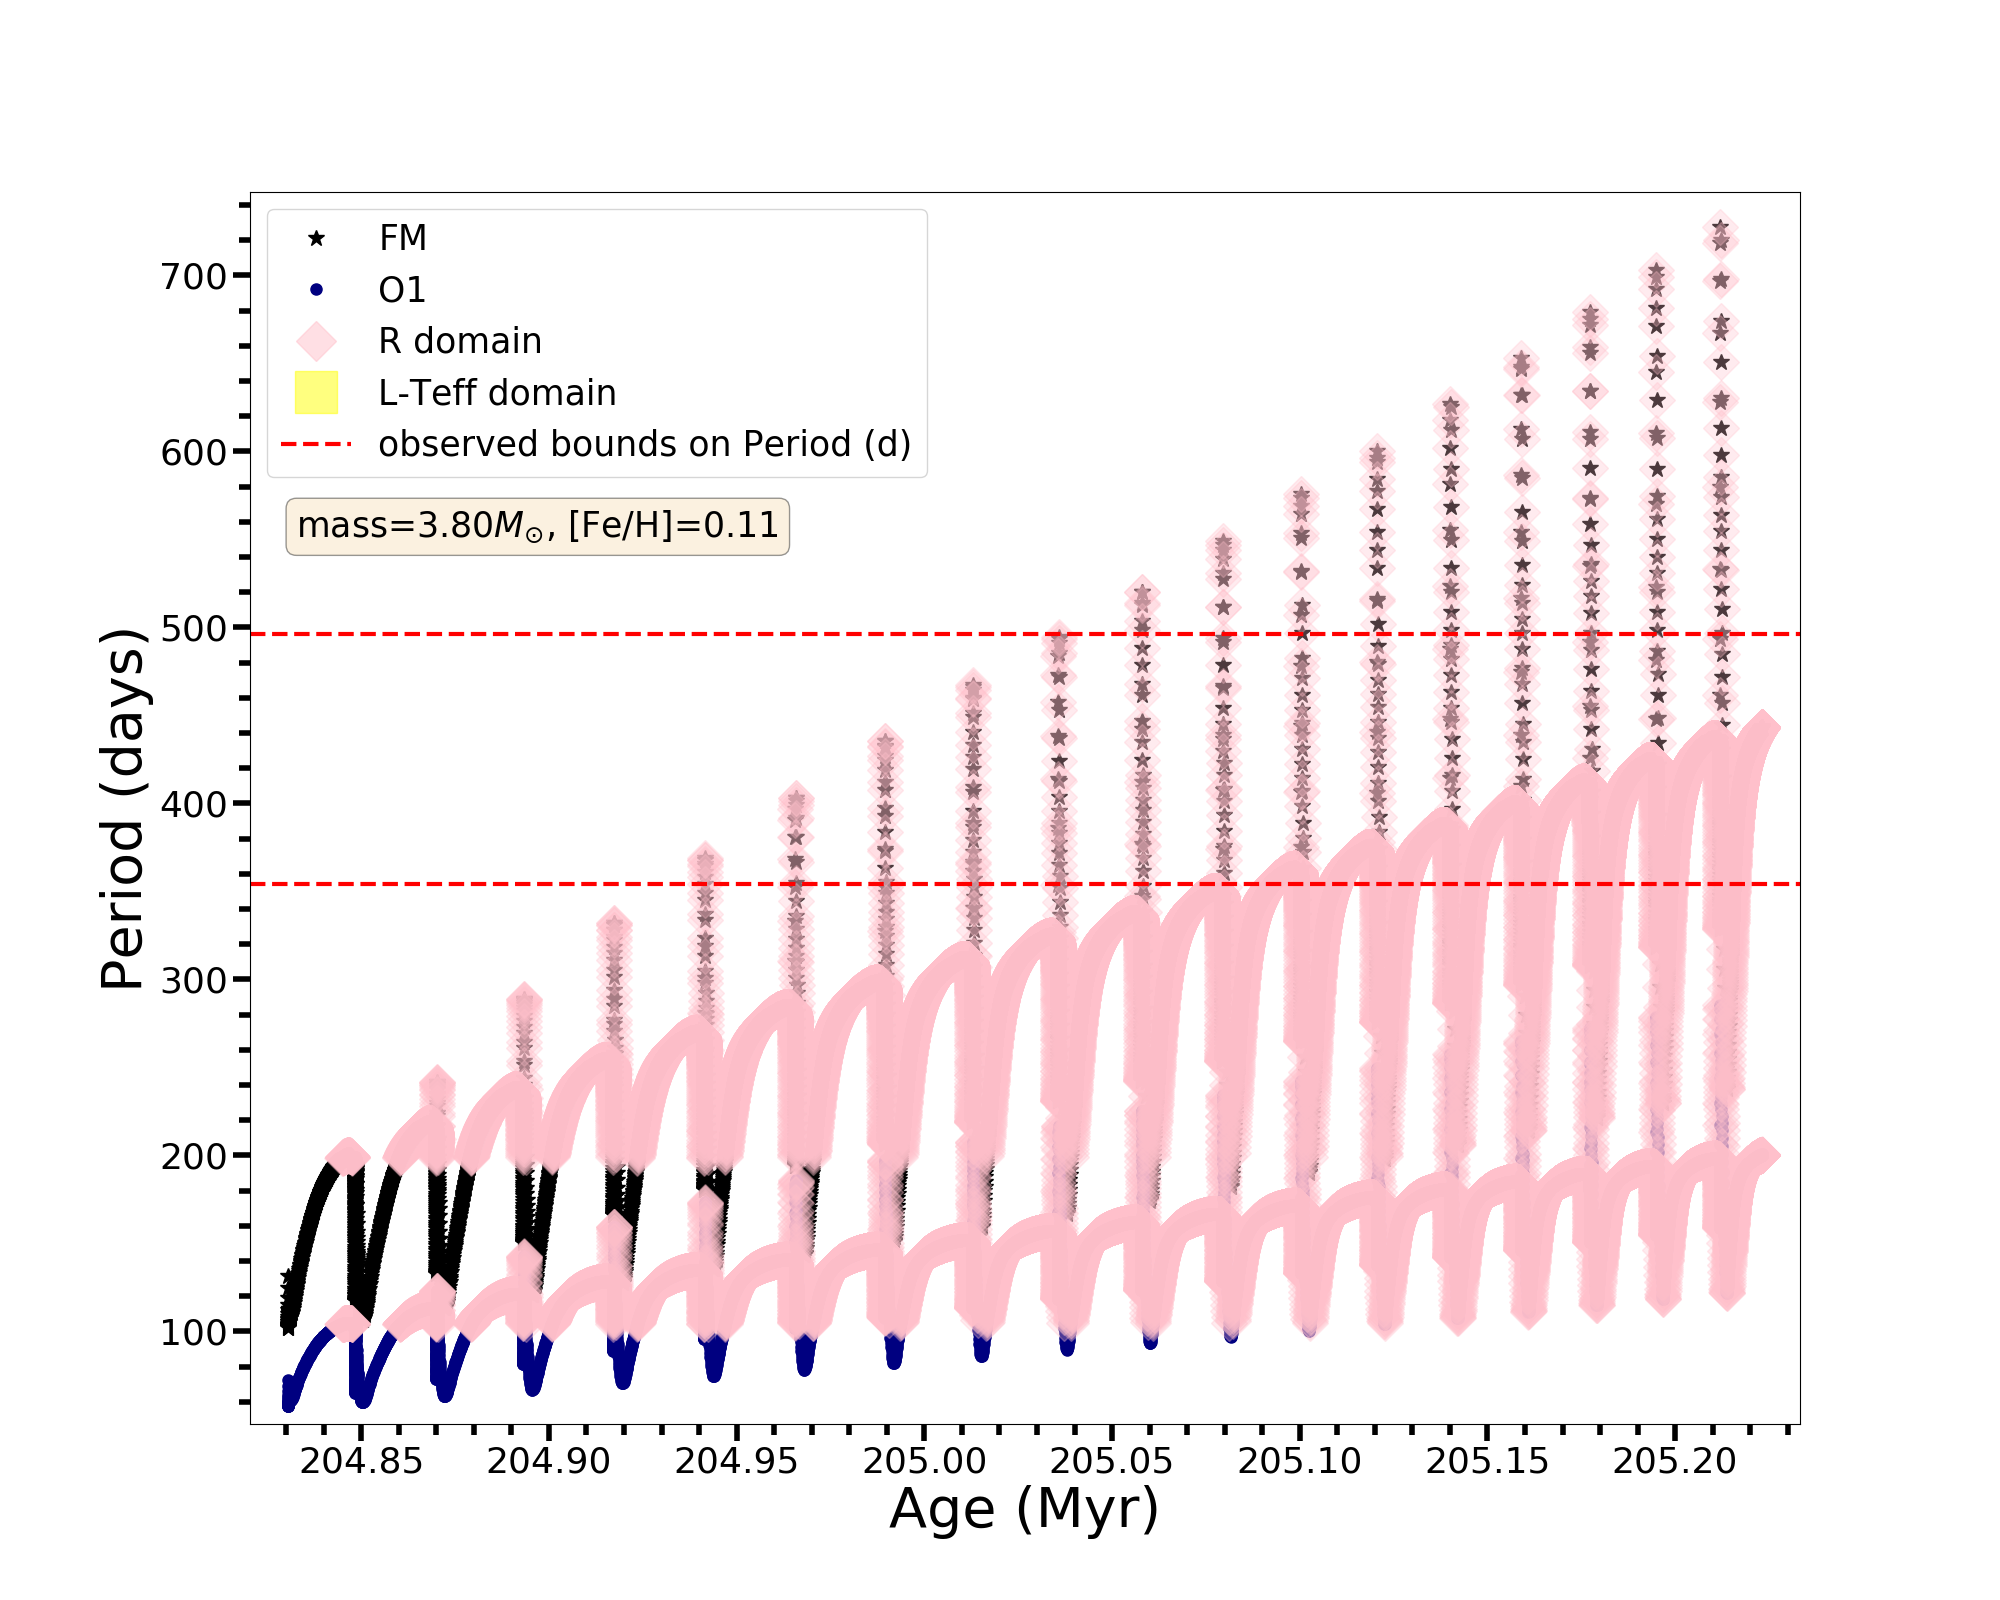 FM
O1
R domain
L-Teff domain
observed bounds on Period (d)
mass=3.80M⊙, [Fe/H]=0.11
Period (days)
700
600
500
400
300
200
100
204.85 204.90 204.95 205.00 205.05 205.10 205.15 205.20
Age (Myr)